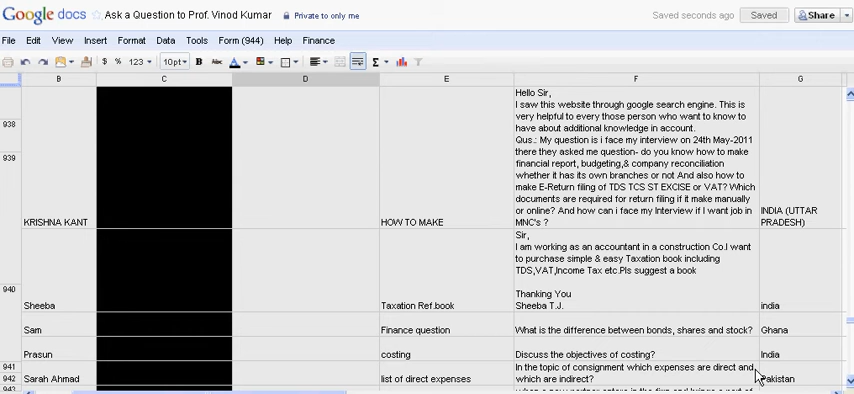 Google docs Ask a Question to Prof. Vinod Kumar Private to only me Saved seconds ago Saved Share
File Edit View Insert Format Data Tools Form (944) Help Finance
$ % 123 10pt B Abc A Σ
B C D E F G
938
939
KRISHNA KANT
HOW TO MAKE
Hello Sir,
I saw this website through google search engine. This is
very helpful to every those person who want to know to
have about additional knowledge in account.
Qus.: My question is i face my interview on 24th May-2011
there they asked me question- do you know how to make
financial report, budgeting,& company reconciliation
whether it has its own branches or not And also how to
make E-Return filing of TDS TCS ST EXCISE or VAT? Which
documents are required for return filing if it make manually
or online? And how can i face my Interview if I want job in
MNC's ?
INDIA (UTTAR
PRADESH)
940
Sheeba
Taxation Ref.book
Sir,
I am working as an accountant in a construction Co.I want
to purchase simple & easy Taxation book including
TDS,VAT,Income Tax etc.Pls suggest a book
Thanking You
Sheeba T.J.
india
Sam Finance question What is the difference between bonds, shares and stock? Ghana
Prasun costing Discuss the objectives of costing? India
941
942
Sarah Ahmad
list of direct expenses
In the topic of consignment which expenses are direct and
which are indirect?
Pakistan
943